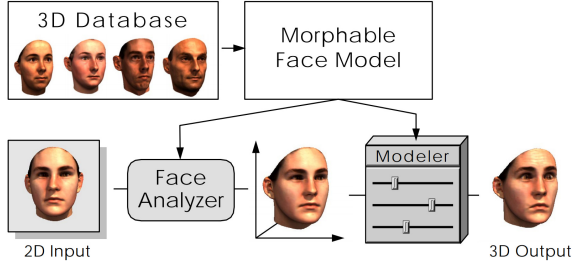 3D Database
Morphable
Face Model
Modeler
Face
Analyzer
2D Input
3D Output